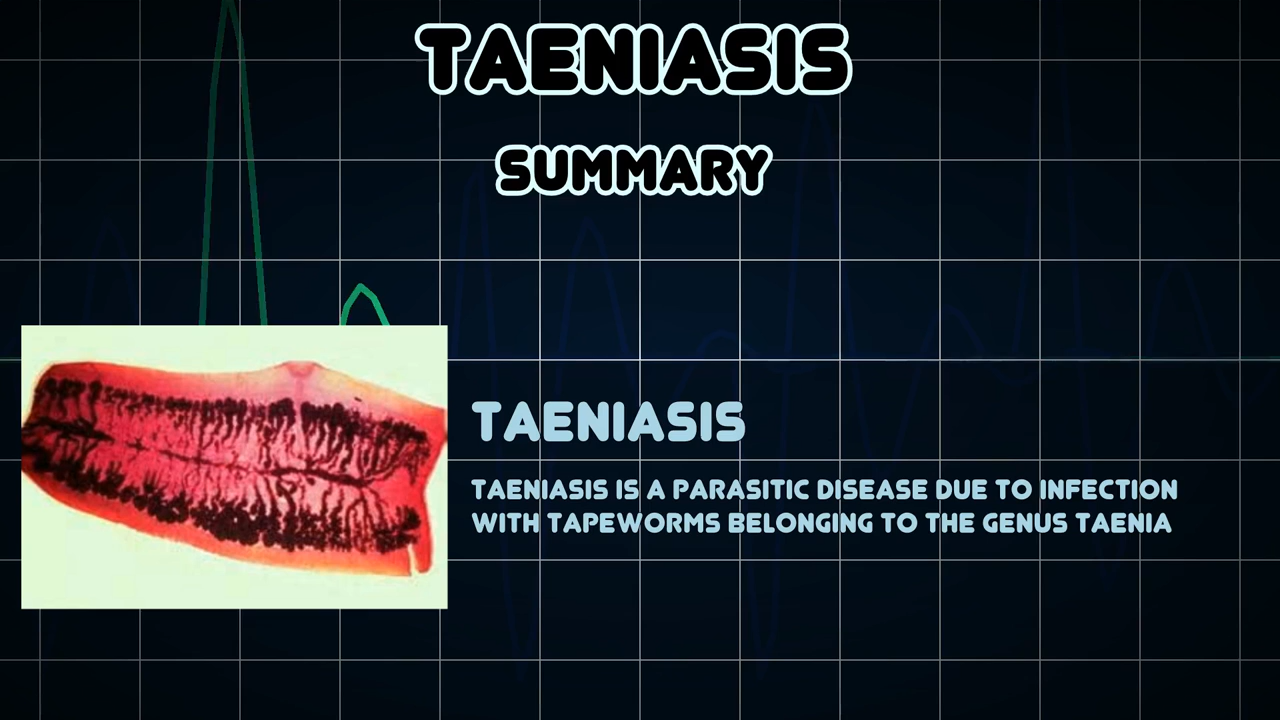 TAENIASIS
SUMMARY
TAENIASIS
TAENIASIS IS A PARASITIC DISEASE DUE TO INFECTION
WITH TAPEWORMS BELONGING TO THE GENUS TAENIA